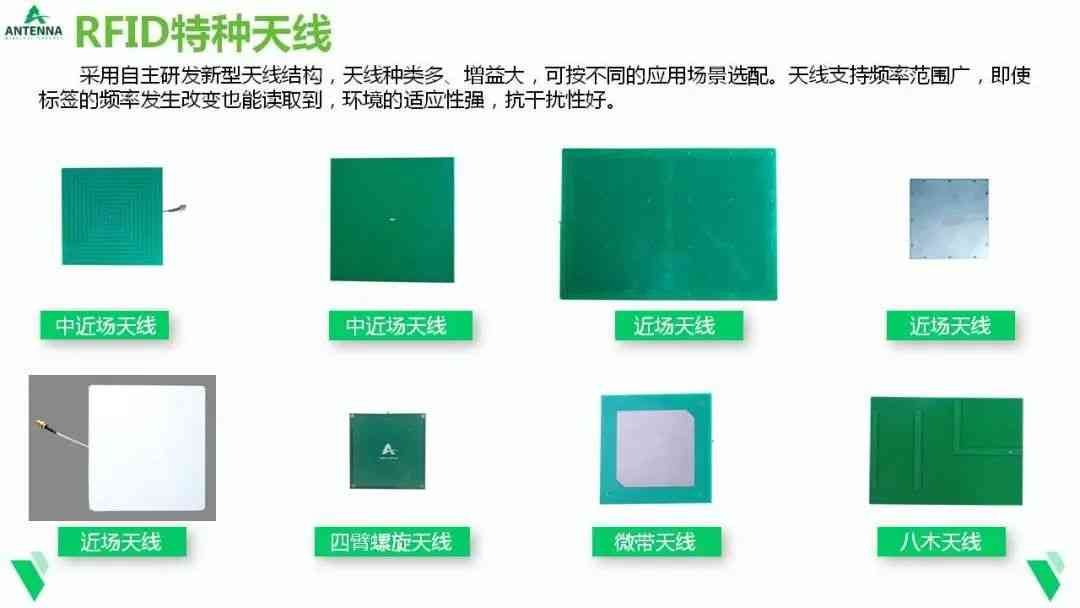 ANTENNA
RFID特种天线
采用自主研发新型天线结构，天线种类多、增益大，可按不同的应用场景选配。天线支持频率范围广，即使
标签的频率发生改变也能读取到，环境的适应性强，抗干扰性好。
中近场天线
中近场天线
近场天线
近场天线
近场天线
四臂螺旋天线
微带天线
八木天线